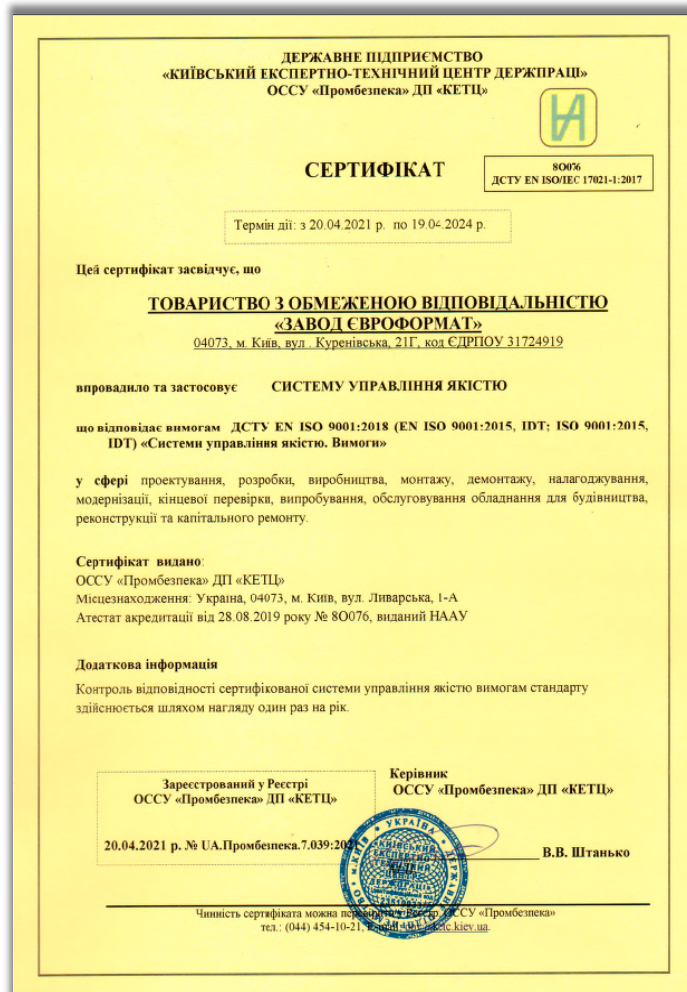 ДЕРЖАВНЕ ПІДПРИЄМСТВО
«КИЇВСЬКИЙ ЕКСПЕРТНО-ТЕХНІЧНИЙ ЦЕНТР ДЕРЖПРАЦІ»
ОССУ «Промбезпека» ДП «КЕТЦ»
СЕРТИФІКАТ
8О076
ДСТУ EN ISO/IEC 17021-1:2017
Термін дії: з 20.04.2021 р. по 19.04.2024 р.
Цей сертифікат засвідчує, що
ТОВАРИСТВО З ОБМЕЖЕНОЮ ВІДПОВІДАЛЬНІСТЮ
«ЗАВОД ЄВРОФОРМАТ»
04073, м. Київ, вул . Куренівська, 21Г, код ЄДРПОУ 31724919
впровадило та застосовує СИСТЕМУ УПРАВЛІННЯ ЯКІСТЮ
що відповідає вимогам ДСТУ EN ISO 9001:2018 (EN ISO 9001:2015, IDT; ISO 9001:2015,
IDT) «Системи управління якістю. Вимоги»
у сфері проектування, розробки, виробництва, монтажу, демонтажу, налагоджування,
модернізації, кінцевої перевірки, випробування, обслуговування обладнання для будівництва,
реконструкції та капітального ремонту.
Сертифікат видано:
ОССУ «Промбезпека» ДП «КЕТЦ»
Місцезнаходження: Україна, 04073, м. Київ, вул. Ливарська, 1-А
Атестат акредитації від 28.08.2019 року № 8О076, виданий НААУ
Додаткова інформація
Контроль відповідності сертифікованої системи управління якістю вимогам стандарту
здійснюється шляхом нагляду один раз на рік.
Зареєстрований у Реєстрі
ОССУ «Промбезпека» ДП «КЕТЦ»
20.04.2021 р. № UA.Промбезпека.7.039:2021
Керівник
ОССУ «Промбезпека» ДП «КЕТЦ»
В.В. Штанько
УКРАЇНА
м. КИЇВ
КИЇВСЬКИЙ
ЕКСПЕРТНО-
ТЕХНІЧНИЙ
ЦЕНТР
ДЕРЖПРАЦІ
Чинність сертифіката можна ОССУ «Промбезпека»
тел.: (044) 454-10-21,